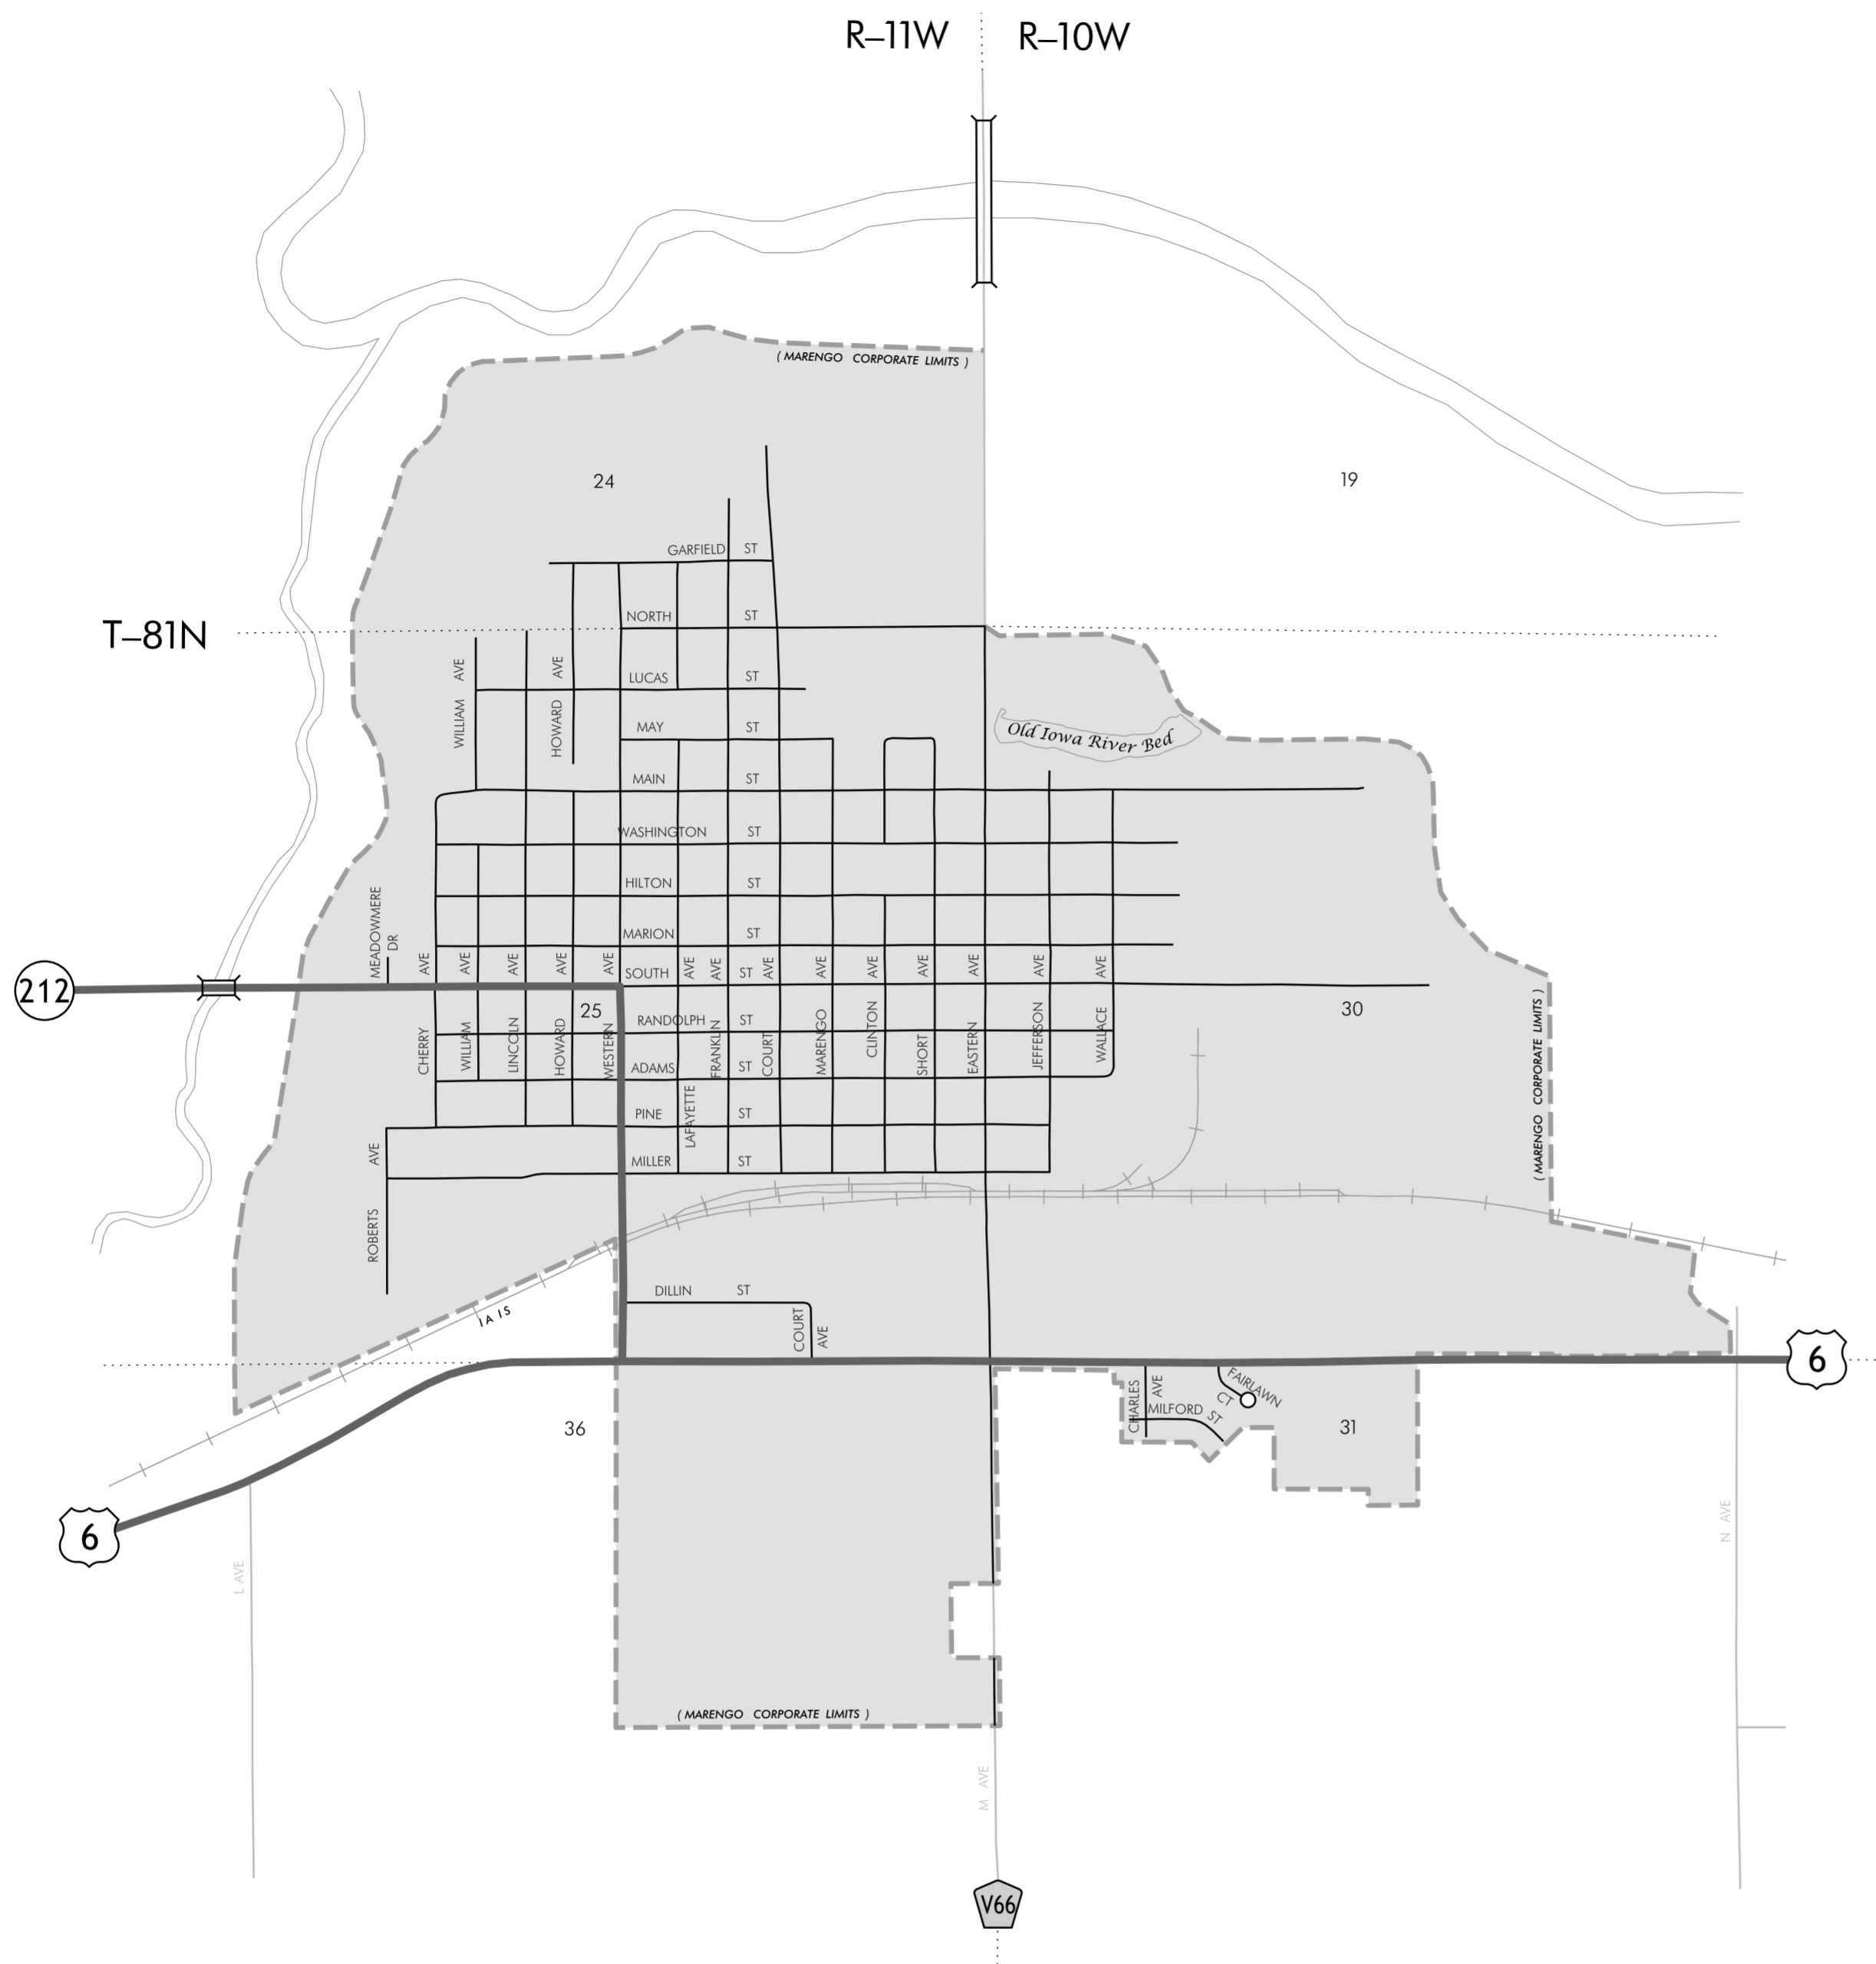 R–11W
R–10W
( MARENGO CORPORATE LIMITS )
24
19
GARFIELD ST
T–81N
NORTH ST
WILLIAM AVE
HOWARD AVE
LUCAS ST
MAY ST
Old Iowa River Bed
MAIN ST
WASHINGTON ST
HILTON ST
MARION ST
MEADOWMERE DR
212
SOUTH ST
25
30
CHERRY AVE
WILLIAM AVE
LINCOLN AVE
HOWARD AVE
WESTERN AVE
LAFAYETTE AVE
FRANKLIN AVE
COURT AVE
MARENGO AVE
CLINTON AVE
SHORT AVE
EASTERN AVE
JEFFERSON AVE
WALLACE AVE
( MARENGO CORPORATE LIMITS )
RANDOLPH ST
ADAMS ST
PINE ST
MILLER ST
ROBERTS AVE
IAIS
DILLIN ST
COURT AVE
6
CHARLES AVE
FAIRLAWN CT
MILFORD ST
36
31
6
L AVE
N AVE
( MARENGO CORPORATE LIMITS )
M AVE
V66